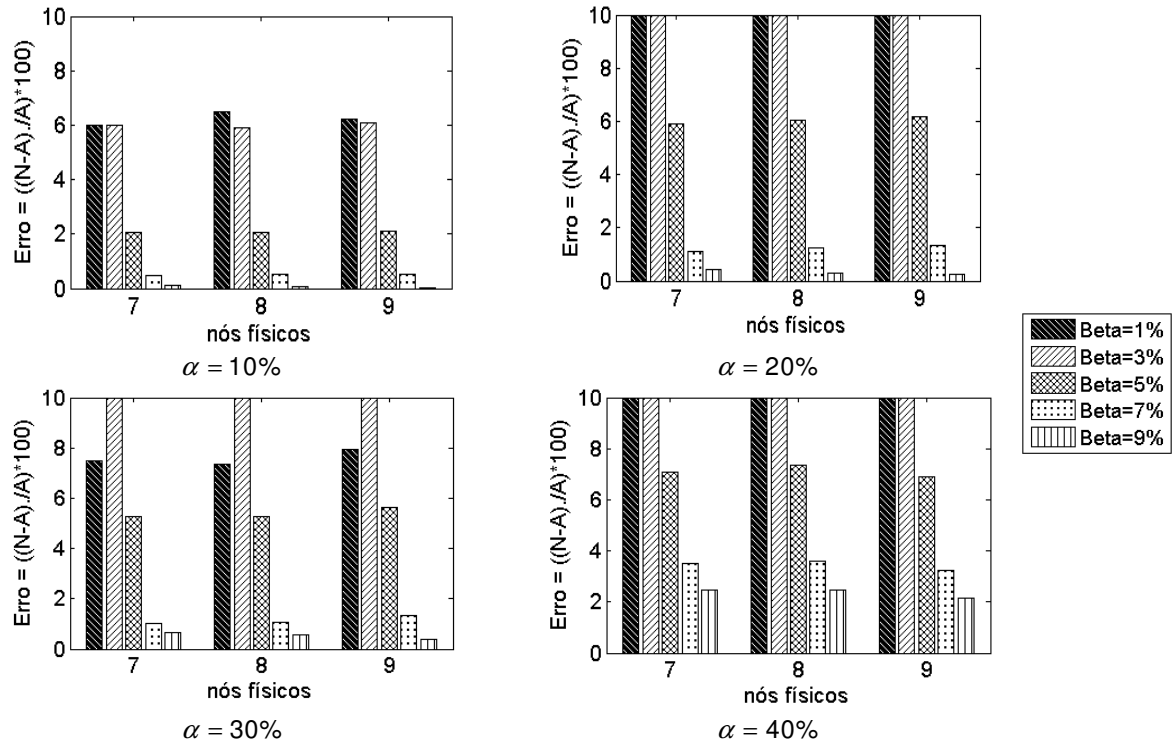 Erro = ((N-A)./A)*100)
10
8
6
4
2
0
7 8 9
nós físicos
α = 10%
Erro = ((N-A)./A)*100)
10
8
6
4
2
0
7 8 9
nós físicos
α = 20%
Beta=1%
Beta=3%
Beta=5%
Beta=7%
Beta=9%
Erro = ((N-A)./A)*100)
10
8
6
4
2
0
7 8 9
nós físicos
α = 30%
Erro = ((N-A)./A)*100)
10
8
6
4
2
0
7 8 9
nós físicos
α = 40%